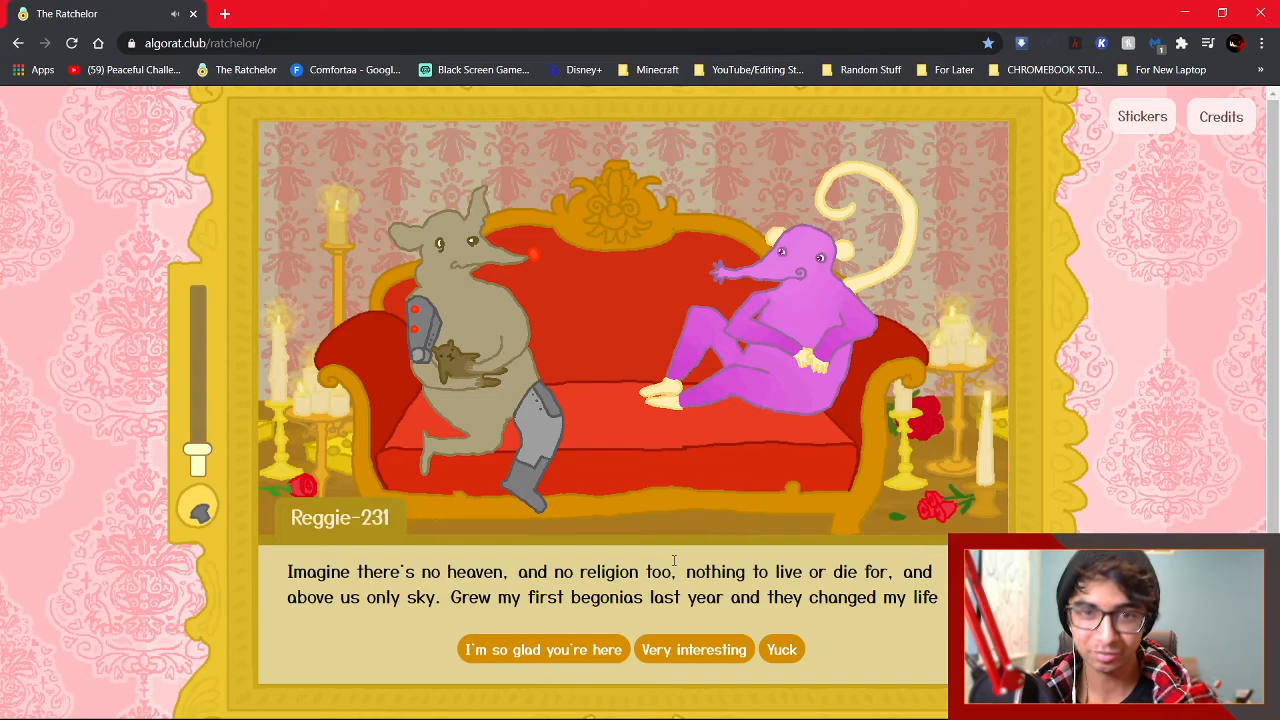 The Ratchelor
algorat.club/ratchelor/
1
Apps
(59) Peaceful Challe...
The Ratchelor
Comfortaa - Googl...
Black Screen Game...
Disney+
Minecraft
YouTube/Editing St...
Random Stuff
For Later
CHROMEBOOK STU...
For New Laptop
Stickers
Credits
Reggie-231
Imagine there's no heaven, and no religion too, nothing to live or die for, and
above us only sky. Grew my first begonias last year and they changed my life
I'm so glad you're here
Very interesting
Yuck